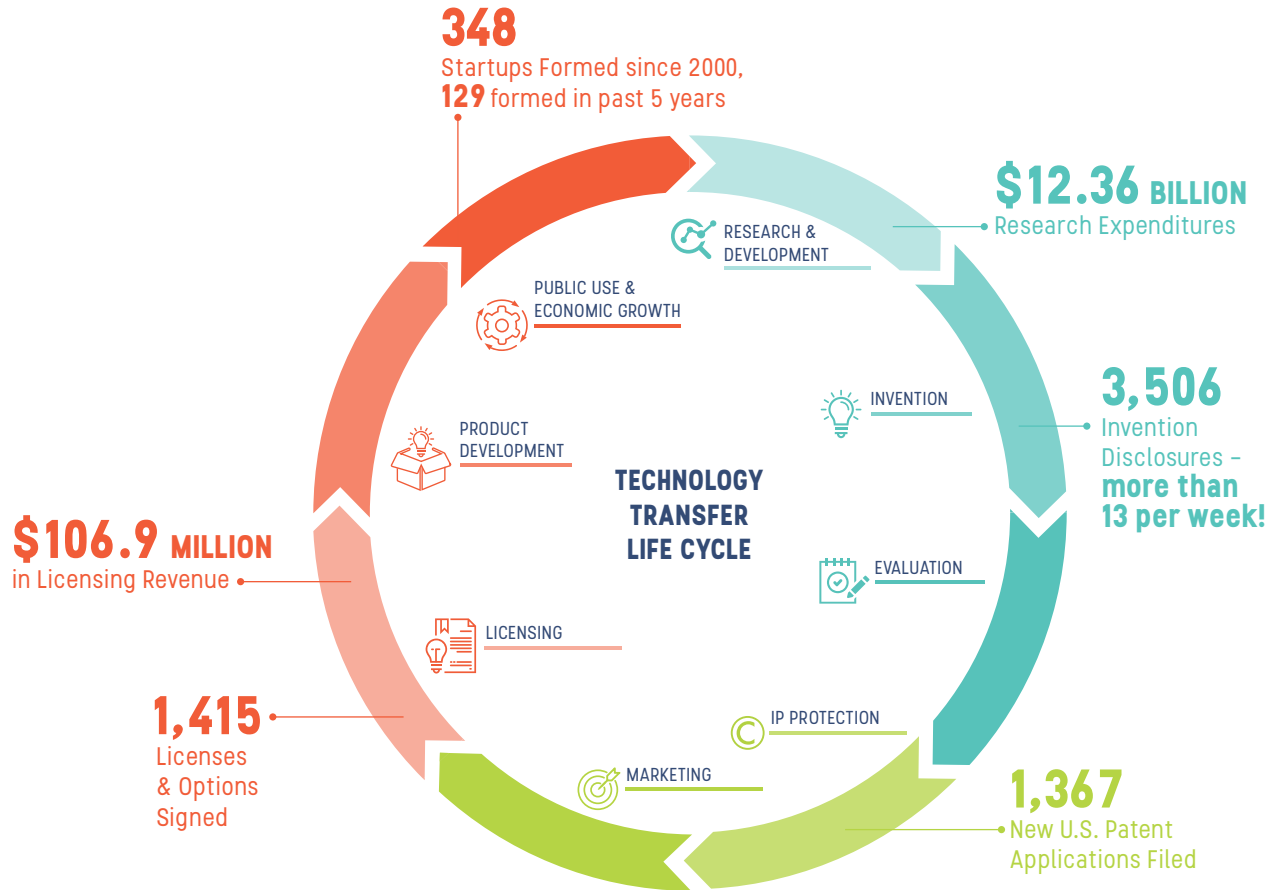 348
Startups Formed since 2000,
129 formed in past 5 years
$12.36 BILLION
Research Expenditures
RESEARCH &
DEVELOPMENT
PUBLIC USE &
ECONOMIC GROWTH
3,506
Invention
Disclosures –
more than
13 per week!
INVENTION
PRODUCT
DEVELOPMENT
TECHNOLOGY
TRANSFER
LIFE CYCLE
$106.9 MILLION
in Licensing Revenue
EVALUATION
LICENSING
1,415
Licenses
& Options
Signed
C
IP PROTECTION
MARKETING
1,367
New U.S. Patent
Applications Filed